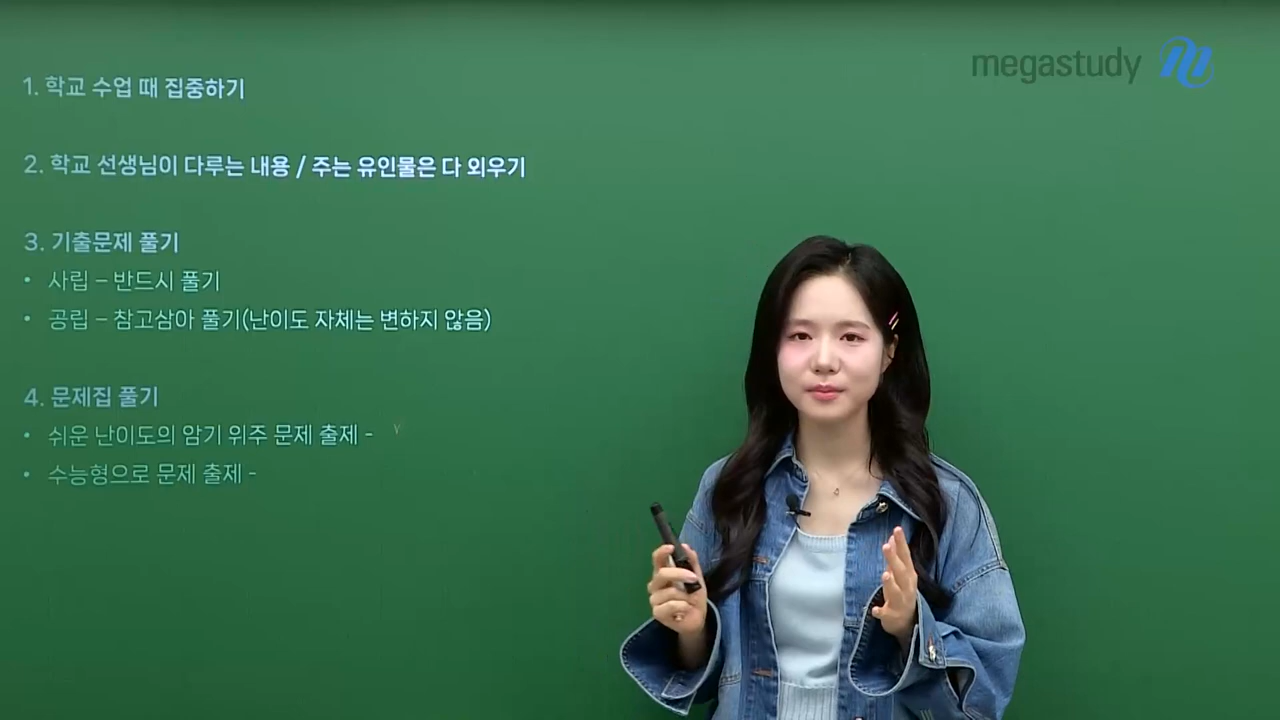 megastudy
1. 학교 수업 때 집중하기
2. 학교 선생님이 다루는 내용 / 주는 유인물은 다 외우기
3. 기출문제 풀기
• 사립 – 반드시 풀기
• 공립 – 참고삼아 풀기(난이도 자체는 변하지 않음)
4. 문제집 풀기
• 쉬운 난이도의 암기 위주 문제 출제 -
• 수능형으로 문제 출제 -